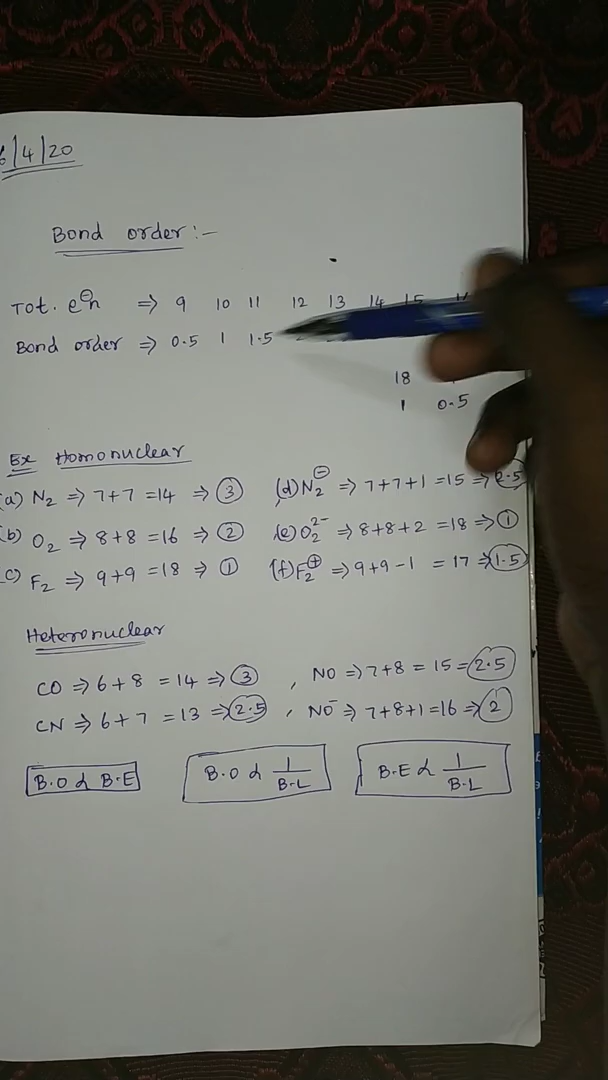 6/4/20
Bond order:-
Tot. e⊖n ⇒ 9 10 11 12 13 14 15
Bond order ⇒ 0.5 1 1.5
18
1 0.5
Ex Homonuclear
(a) N₂ ⇒ 7+7 =14 ⇒ ③ (d) N₂⊖ ⇒ 7+7+1 =15 ⇒ 2.5
(b) O₂ ⇒ 8+8 =16 ⇒ ② (e) O₂²⁻ ⇒ 8+8+2 =18 ⇒ ①
(c) F₂ ⇒ 9+9 =18 ⇒ ① (f) F₂⊕ ⇒ 9+9-1 = 17 ⇒ 1.5
Heteronuclear
CO ⇒ 6+8 =14 ⇒ ③ , NO ⇒ 7+8 = 15 = 2.5
CN ⇒ 6+7 =13 ⇒ 2.5 , NO⁻ ⇒ 7+8+1=16 ⇒ ②
B.O α B.E B.O α 1/B.L B.E α 1/B.L